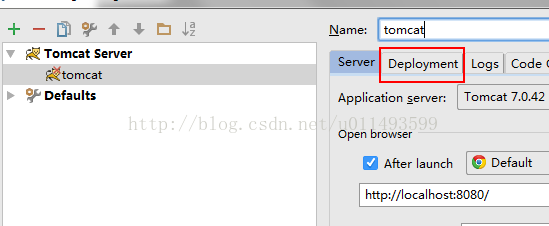 Name: tomcat
Tomcat Server
tomcat
Defaults
Server Deployment Logs Code C
Application server: Tomcat 7.0.42
Open browser
After launch Default
http://localhost:8080/
http://blog.csdn.net/u011493599